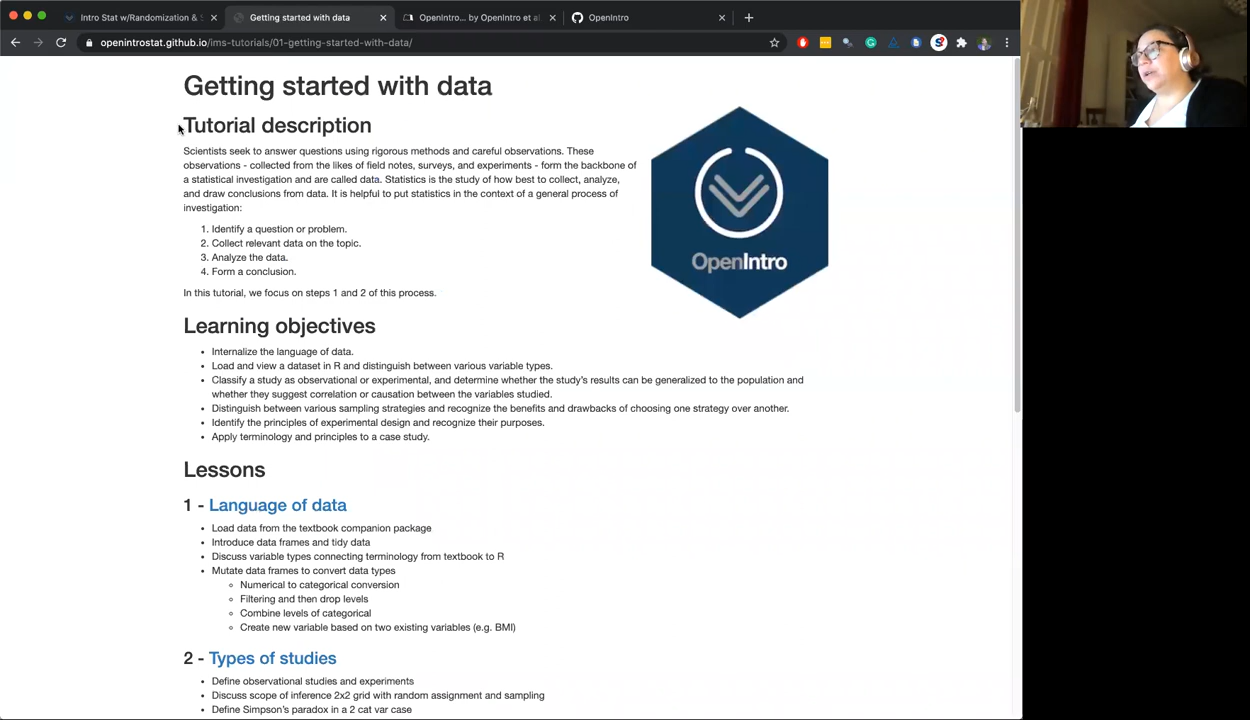 Intro Stat w/Randomization &
Getting started with data
OpenIntro... by OpenIntro et al
OpenIntro
openintrostat.github.io/ims-tutorials/01-getting-started-with-data/
Getting started with data
Tutorial description
Scientists seek to answer questions using rigorous methods and careful observations. These
observations - collected from the likes of field notes, surveys, and experiments - form the backbone of
a statistical investigation and are called data. Statistics is the study of how best to collect, analyze,
and draw conclusions from data. It is helpful to put statistics in the context of a general process of
investigation:
1. Identify a question or problem.
2. Collect relevant data on the topic.
3. Analyze the data.
4. Form a conclusion.
In this tutorial, we focus on steps 1 and 2 of this process.
OpenIntro
Learning objectives
• Internalize the language of data.
• Load and view a dataset in R and distinguish between various variable types.
• Classify a study as observational or experimental, and determine whether the study's results can be generalized to the population and
whether they suggest correlation or causation between the variables studied.
• Distinguish between various sampling strategies and recognize the benefits and drawbacks of choosing one strategy over another.
• Identify the principles of experimental design and recognize their purposes.
• Apply terminology and principles to a case study.
Lessons
1 - Language of data
• Load data from the textbook companion package
• Introduce data frames and tidy data
• Discuss variable types connecting terminology from textbook to R
• Mutate data frames to convert data types
◦ Numerical to categorical conversion
◦ Filtering and then drop levels
◦ Combine levels of categorical
◦ Create new variable based on two existing variables (e.g. BMI)
2 - Types of studies
• Define observational studies and experiments
• Discuss scope of inference 2x2 grid with random assignment and sampling
• Define Simpson's paradox in a 2 cat var case